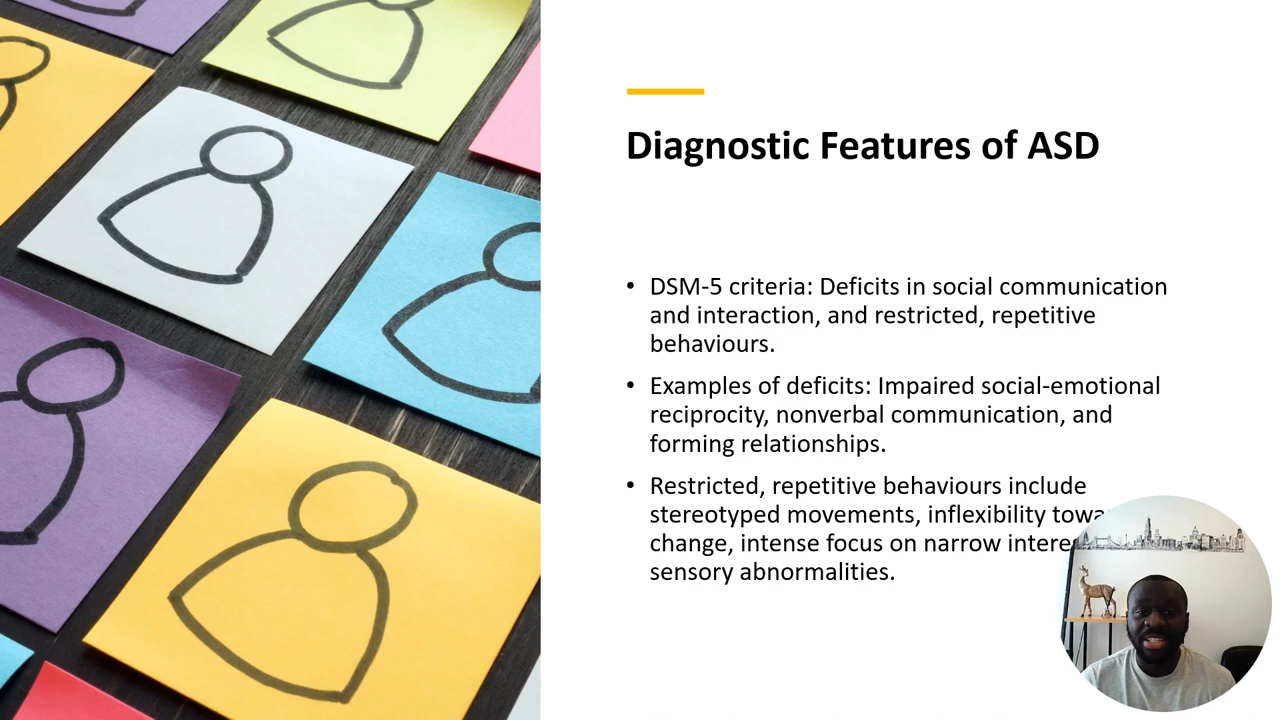 Diagnostic Features of ASD
• DSM-5 criteria: Deficits in social communication
and interaction, and restricted, repetitive
behaviours.
• Examples of deficits: Impaired social-emotional
reciprocity, nonverbal communication, and
forming relationships.
• Restricted, repetitive behaviours include
stereotyped movements, inflexibility
change, intense focus on narrow
sensory abnormalities.